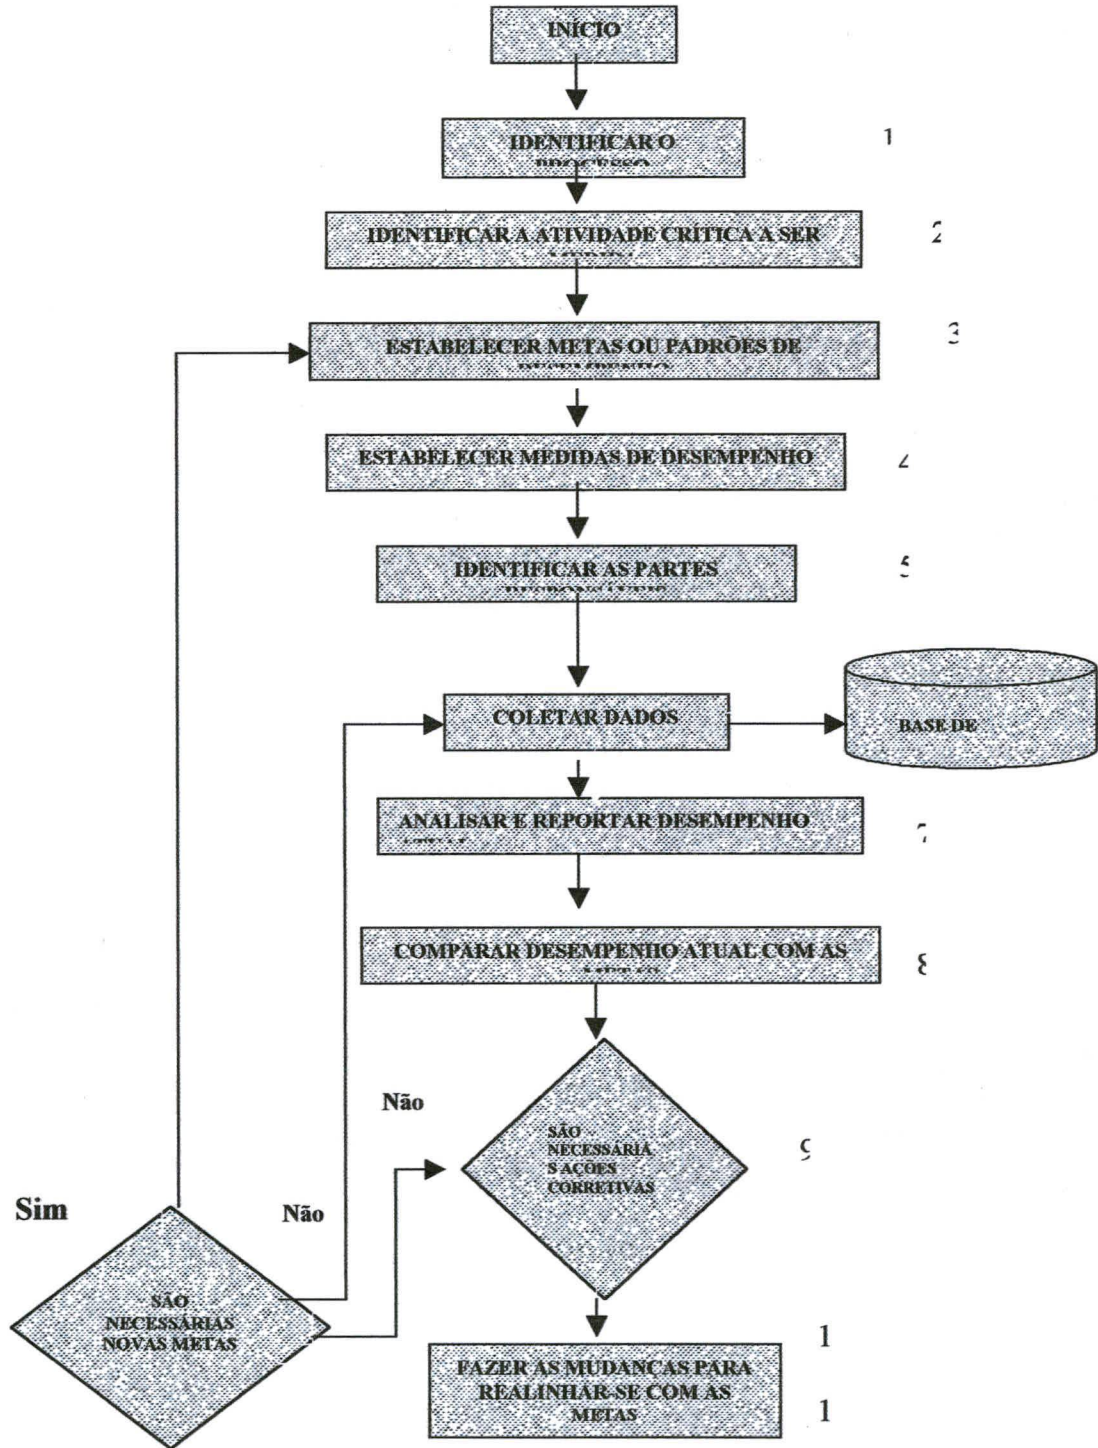 INÍCIO
IDENTIFICAR O
PROCESSO
1
IDENTIFICAR A ATIVIDADE CRÍTICA A SER
2
ESTABELECER METAS OU PADRÕES DE
DESEMPENHO
3
ESTABELECER MEDIDAS DE DESEMPENHO
4
IDENTIFICAR AS PARTES
RESPONSÁVEIS
5
COLETAR DADOS
BASE DE
ANALISAR E REPORTAR DESEMPENHO
7
COMPARAR DESEMPENHO ATUAL COM AS
8
Não
SÃO
NECESSÁRIA
S AÇÕES
CORRETIVAS
9
Sim
Não
SÃO
NECESSÁRIAS
NOVAS METAS
FAZER AS MUDANÇAS PARA
REALINHAR-SE COM AS
METAS
1
1